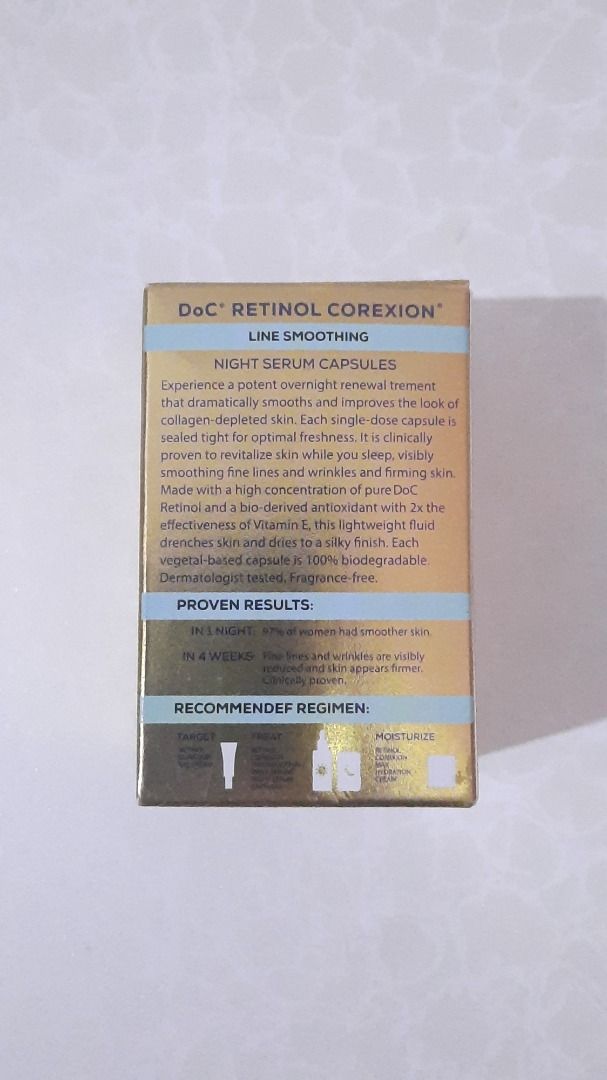 DoC® RETINOL COREXION®
LINE SMOOTHING
NIGHT SERUM CAPSULES
Experience a potent overnight renewal trement
that dramatically smooths and improves the look of
collagen-depleted skin. Each single-dose capsule is
sealed tight for optimal freshness. It is clinically
proven to revitalize skin while you sleep, visibly
smoothing fine lines and wrinkles and firming skin.
Made with a high concentration of pure DoC
Retinol and a bio-derived antioxidant with 2x the
effectiveness of Vitamin E, this lightweight fluid
drenches skin and dries to a silky finish. Each
vegetal-based capsule is 100% biodegradable.
Dermatologist tested, Fragrance-free.
PROVEN RESULTS:
IN 1 NIGHT: 97% of women had smoother skin.
IN 4 WEEKS: Fine lines and wrinkles are visibly
reduced and skin appears firmer.
Clinically proven.
RECOMMENDEF REGIMEN:
TARGET TREAT MOISTURIZE
RETINOL
COREXION
MAX
HYDRATION
CREAM